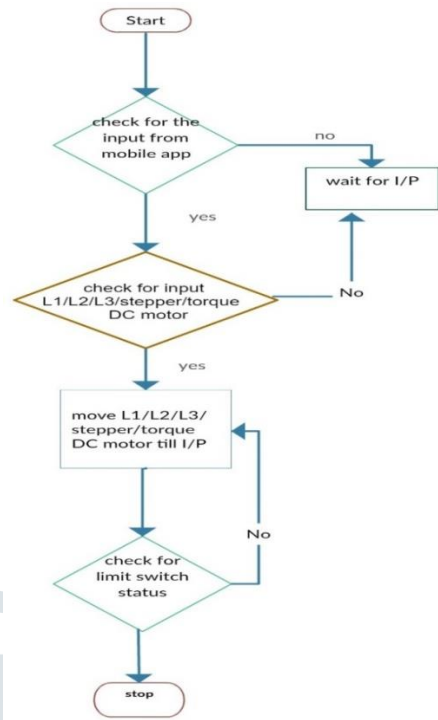 Start
check for the
input from
mobile app
no
wait for I/P
yes
check for input
L1/L2/L3/stepper/torque
DC motor
No
yes
move L1/L2/L3/
stepper/torque
DC motor till I/P
No
check for
limit switch
status
stop